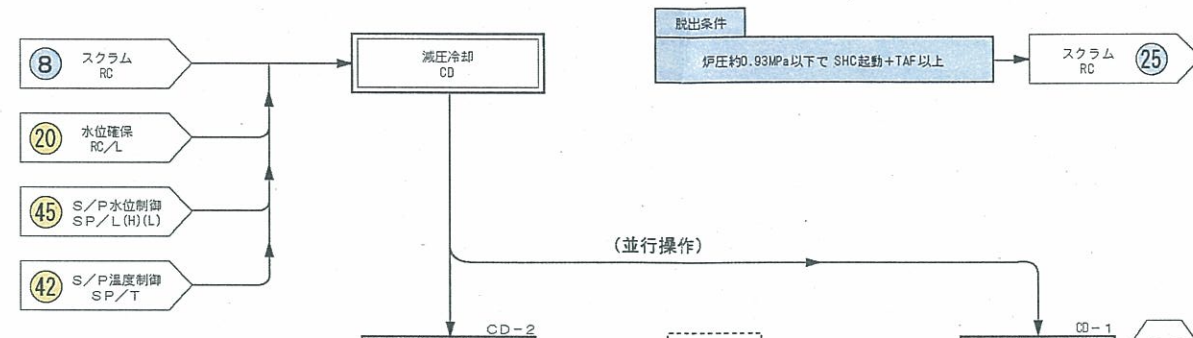 脱出条件
炉圧約0.93MPa以下で SHC起動+TAF以上
スクラム
RC
25
8
スクラム
RC
減圧冷却
CD
20
水位確保
RC/L
45
S/P水位制御
SP/L(H)(L)
42
S/P温度制御
SP/T
(並行操作)
CD-2
CD-1